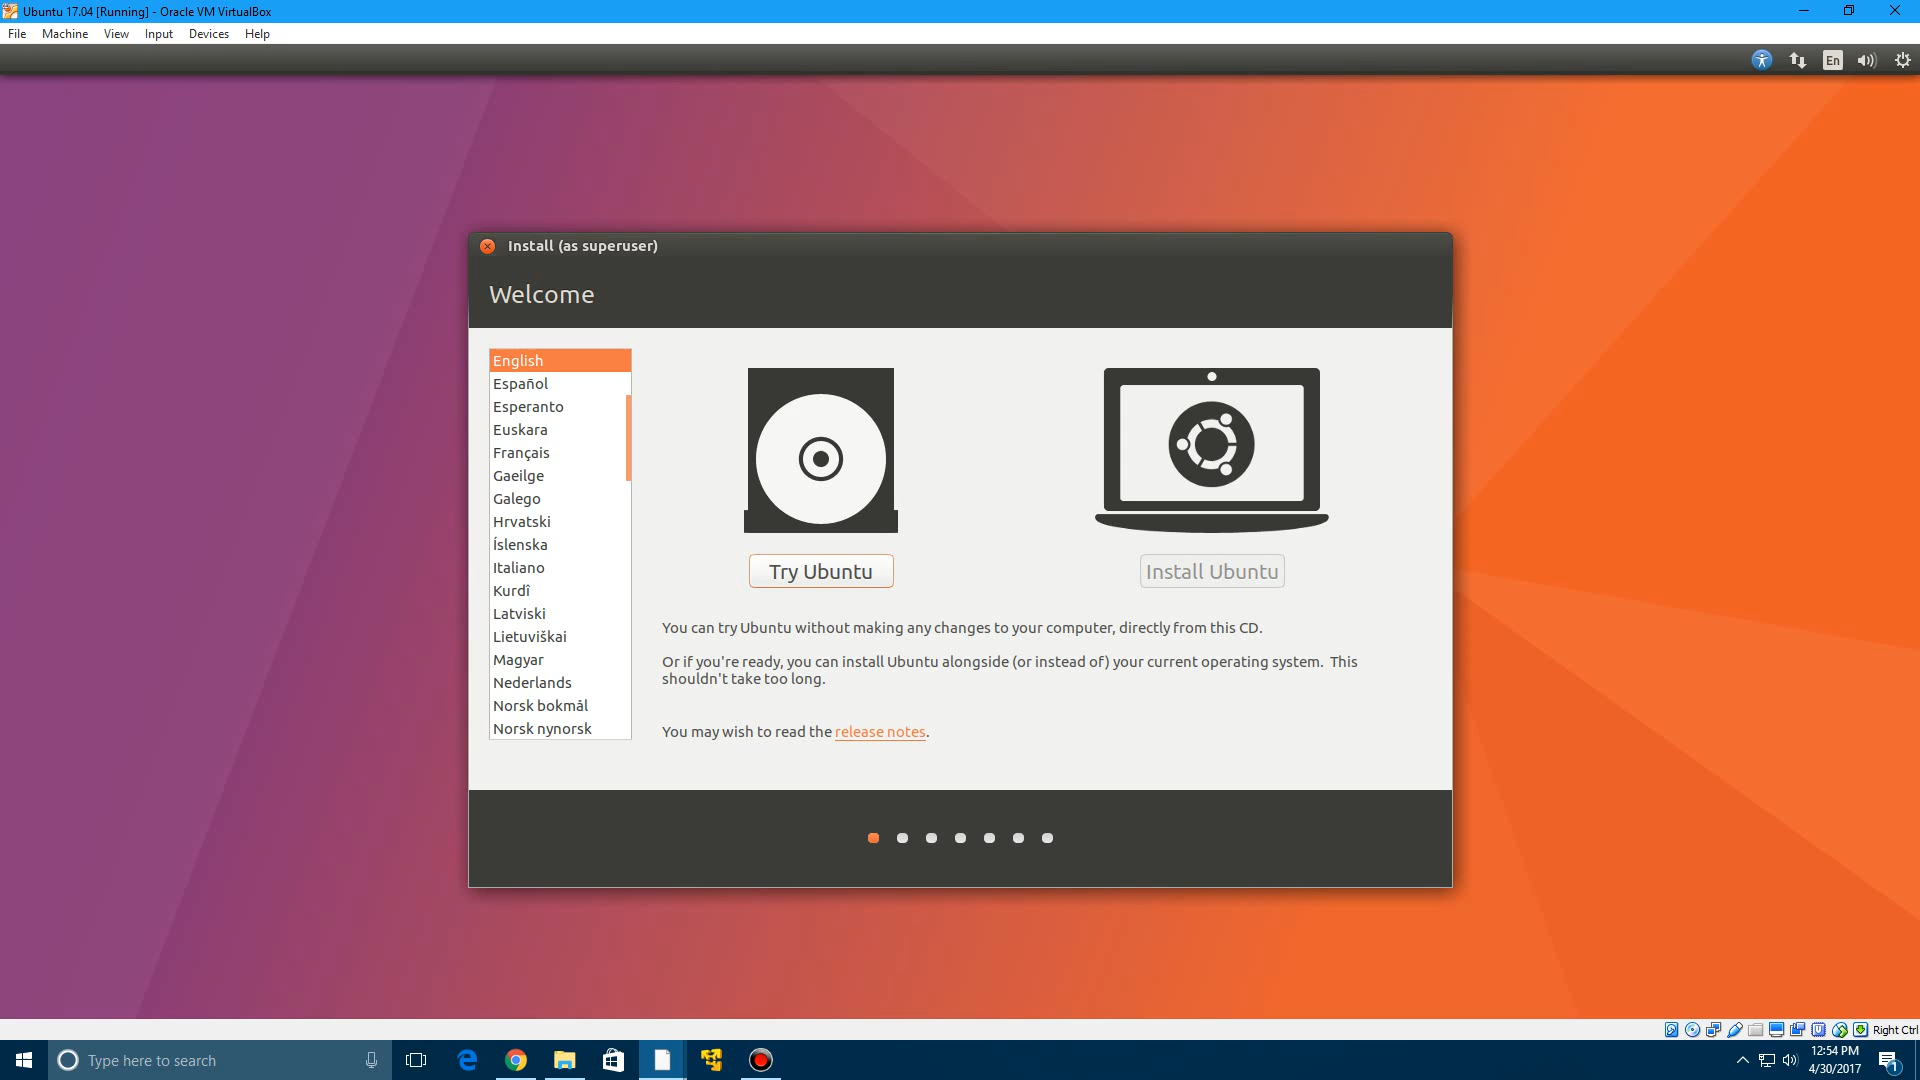 Ubuntu 17.04 [Running] - Oracle VM VirtualBox
File Machine View Input Devices Help
En
Install (as superuser)
Welcome
English
Español
Esperanto
Euskara
Français
Gaeilge
Galego
Hrvatski
Íslenska
Italiano
Kurdî
Latviski
Lietuviškai
Magyar
Nederlands
Norsk bokmål
Norsk nynorsk
Try Ubuntu
Install Ubuntu
You can try Ubuntu without making any changes to your computer, directly from this CD.
Or if you're ready, you can install Ubuntu alongside (or instead of) your current operating system. This
shouldn't take too long.
You may wish to read the release notes.
Right Ctrl
Type here to search
12:54 PM
4/30/2017
1